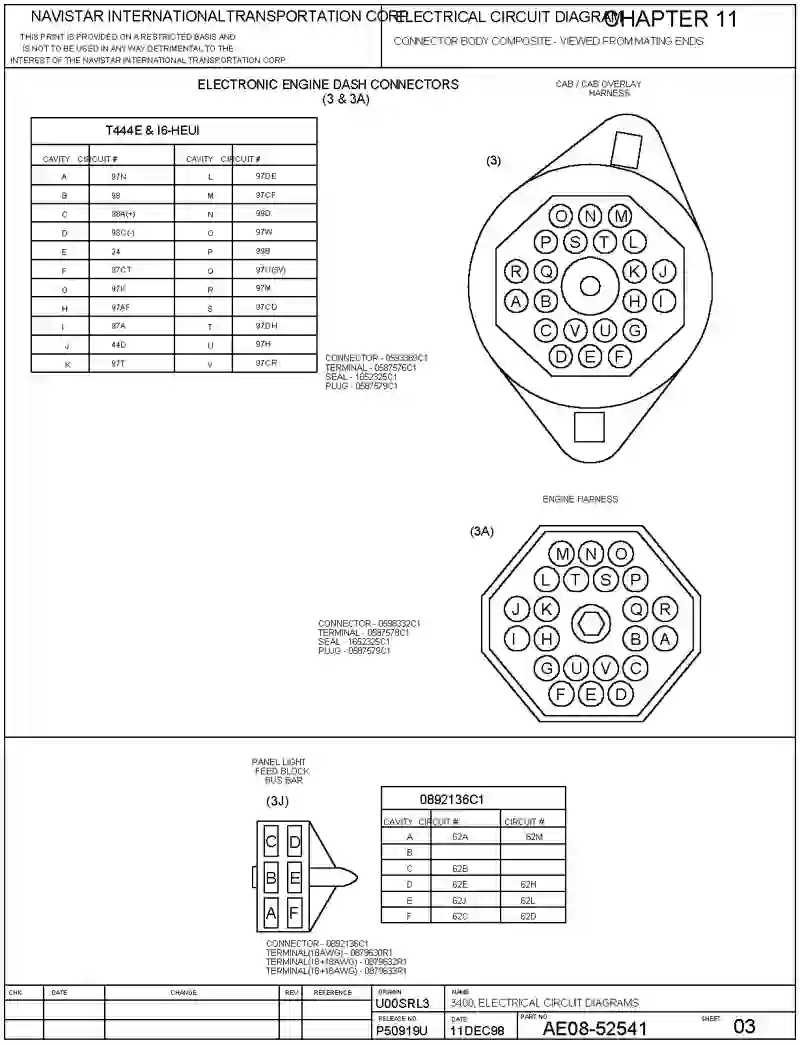 NAVISTAR INTERNATIONAL TRANSPORTATION CORP.
THIS PRINT IS PROVIDED ON A RESTRICTED BASIS AND
IS NOT TO BE USED IN ANY WAY DETRIMENTAL TO THE
INTEREST OF THE NAVISTAR INTERNATIONAL TRANSPORTATION CORP.
ELECTRICAL CIRCUIT DIAGRAM
CHAPTER 11
CONNECTOR BODY COMPOSITE - VIEWED FROM MATING ENDS
ELECTRONIC ENGINE DASH CONNECTORS
(3 & 3A)
T444E & I6-HEUI
CAVITY CIRCUIT # CAVITY CIRCUIT #
A 97N L 97DE
B 98 M 97CF
C 98A(+) N 99D
D 98C(-) O 97W
E 24 P 99B
F 97CT Q 97U(5V)
97K R 97M
H 97AF S 97CD
I 97A T 97DH
J 44D U 97H
K 97T V 97CR
CONNECTOR - 0593369C1
TERMINAL - 0587576C1
SEAL - 1652325C1
PLUG - 0587579C1
CAB / CAB OVERLAY
HARNESS
(3)
O N M
P S T L
R Q K J
A B H I
C V U G
D E F
ENGINE HARNESS
(3A)
M N O
L T S P
J K Q R
I H B A
G U V C
F E D
CONNECTOR - 0593332C1
TERMINAL - 0587578C1
SEAL - 1652325C1
PLUG - 0587579C1
PANEL LIGHT
FEED BLOCK
BUS BAR
(3J)
C D
B E
A F
0892136C1
CAVITY CIRCUIT # CIRCUIT #
A 62A 62M
B
C 62B
D 62E 62H
E 62J 62L
F 62C 62D
CONNECTOR - 0892136C1
TERMINAL(18AWG) - 0879630R1
TERMINAL(18+18AWG) - 0879632R1
TERMINAL(18+18AWG) - 0879633R1
CHK DATE CHANGE REV REFERENCE
DRAWN
U00SRL3
NAME
3400, ELECTRICAL CIRCUIT DIAGRAMS
RELEASE NO.
P50919U
DATE
11DEC98
PART NO
AE08-52541
SHEET 03